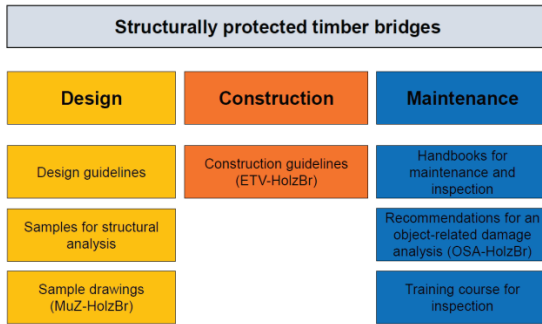 Structurally protected timber bridges
Design
Construction
Maintenance
Design guidelines
Construction guidelines
(ETV-HolzBr)
Handbooks for
maintenance and
inspection
Samples for structural
analysis
Recommendations for an
object-related damage
analysis (OSA-HolzBr)
Sample drawings
(MuZ-HolzBr)
Training course for
inspection